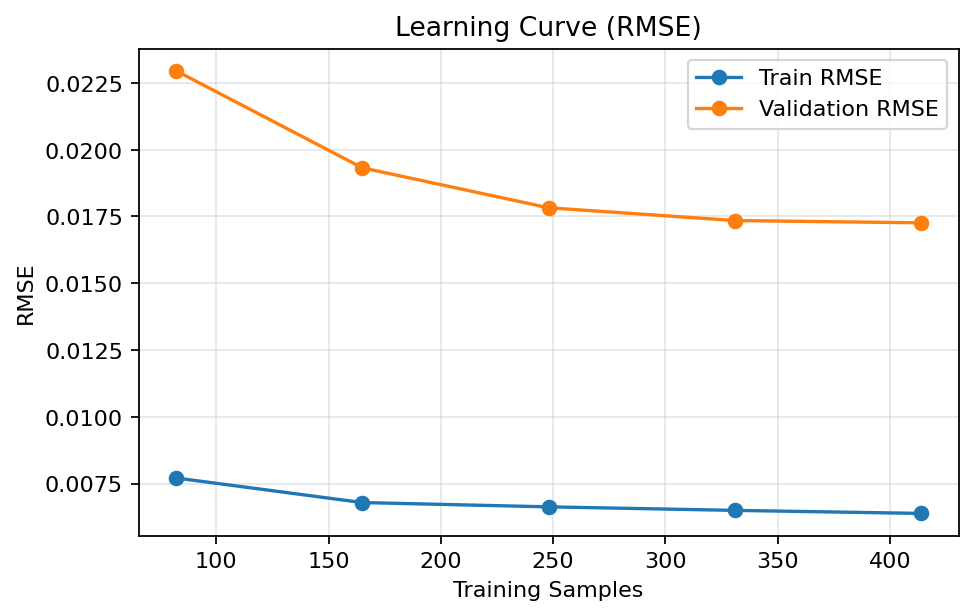 Learning Curve (RMSE)
Train RMSE
Validation RMSE
0.0225
0.0200
0.0175
0.0150
0.0125
0.0100
0.0075
RMSE
100 150 200 250 300 350 400
Training Samples